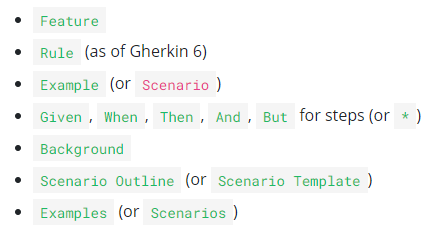 Feature
Rule (as of Gherkin 6)
Example (or Scenario )
Given , When , Then , And , But for steps (or * )
Background
Scenario Outline (or Scenario Template )
Examples (or Scenarios )